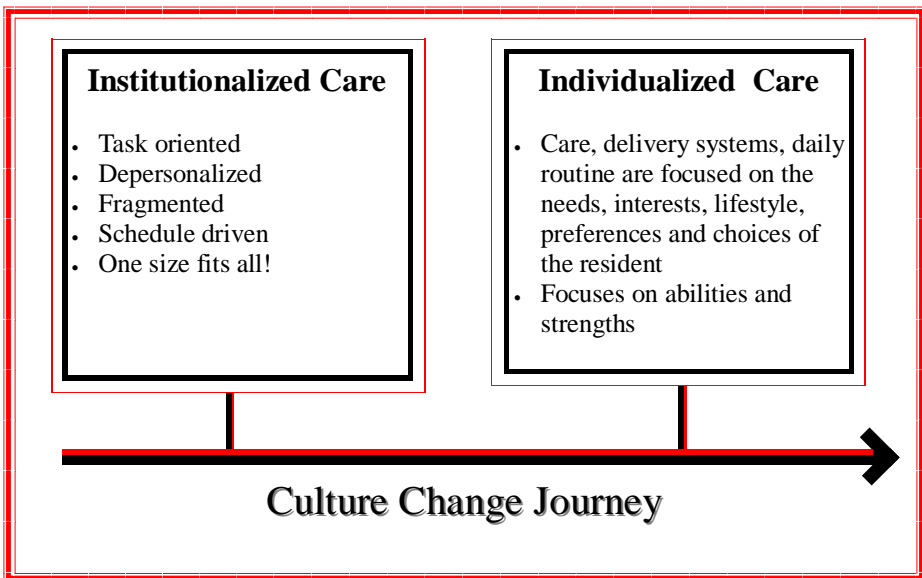 Institutionalized Care
• Task oriented
• Depersonalized
• Fragmented
• Schedule driven
• One size fits all!
Individualized Care
• Care, delivery systems, daily
routine are focused on the
needs, interests, lifestyle,
preferences and choices of
the resident
• Focuses on abilities and
strengths
Culture Change Journey